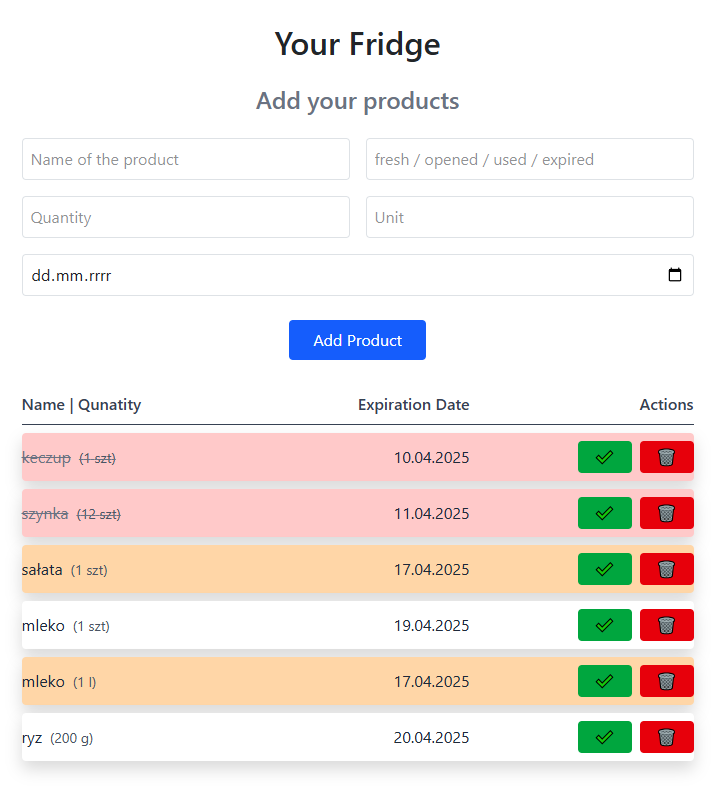 Your Fridge
Add your products
Name of the product fresh / opened / used / expired
Quantity Unit
dd.mm.rrrr
Add Product
Name | Qunatity Expiration Date Actions
keczup (1 szt) 10.04.2025
szynka (12 szt) 11.04.2025
sałata (1 szt) 17.04.2025
mleko (1 szt) 19.04.2025
mleko (1 l) 17.04.2025
ryz (200 g) 20.04.2025